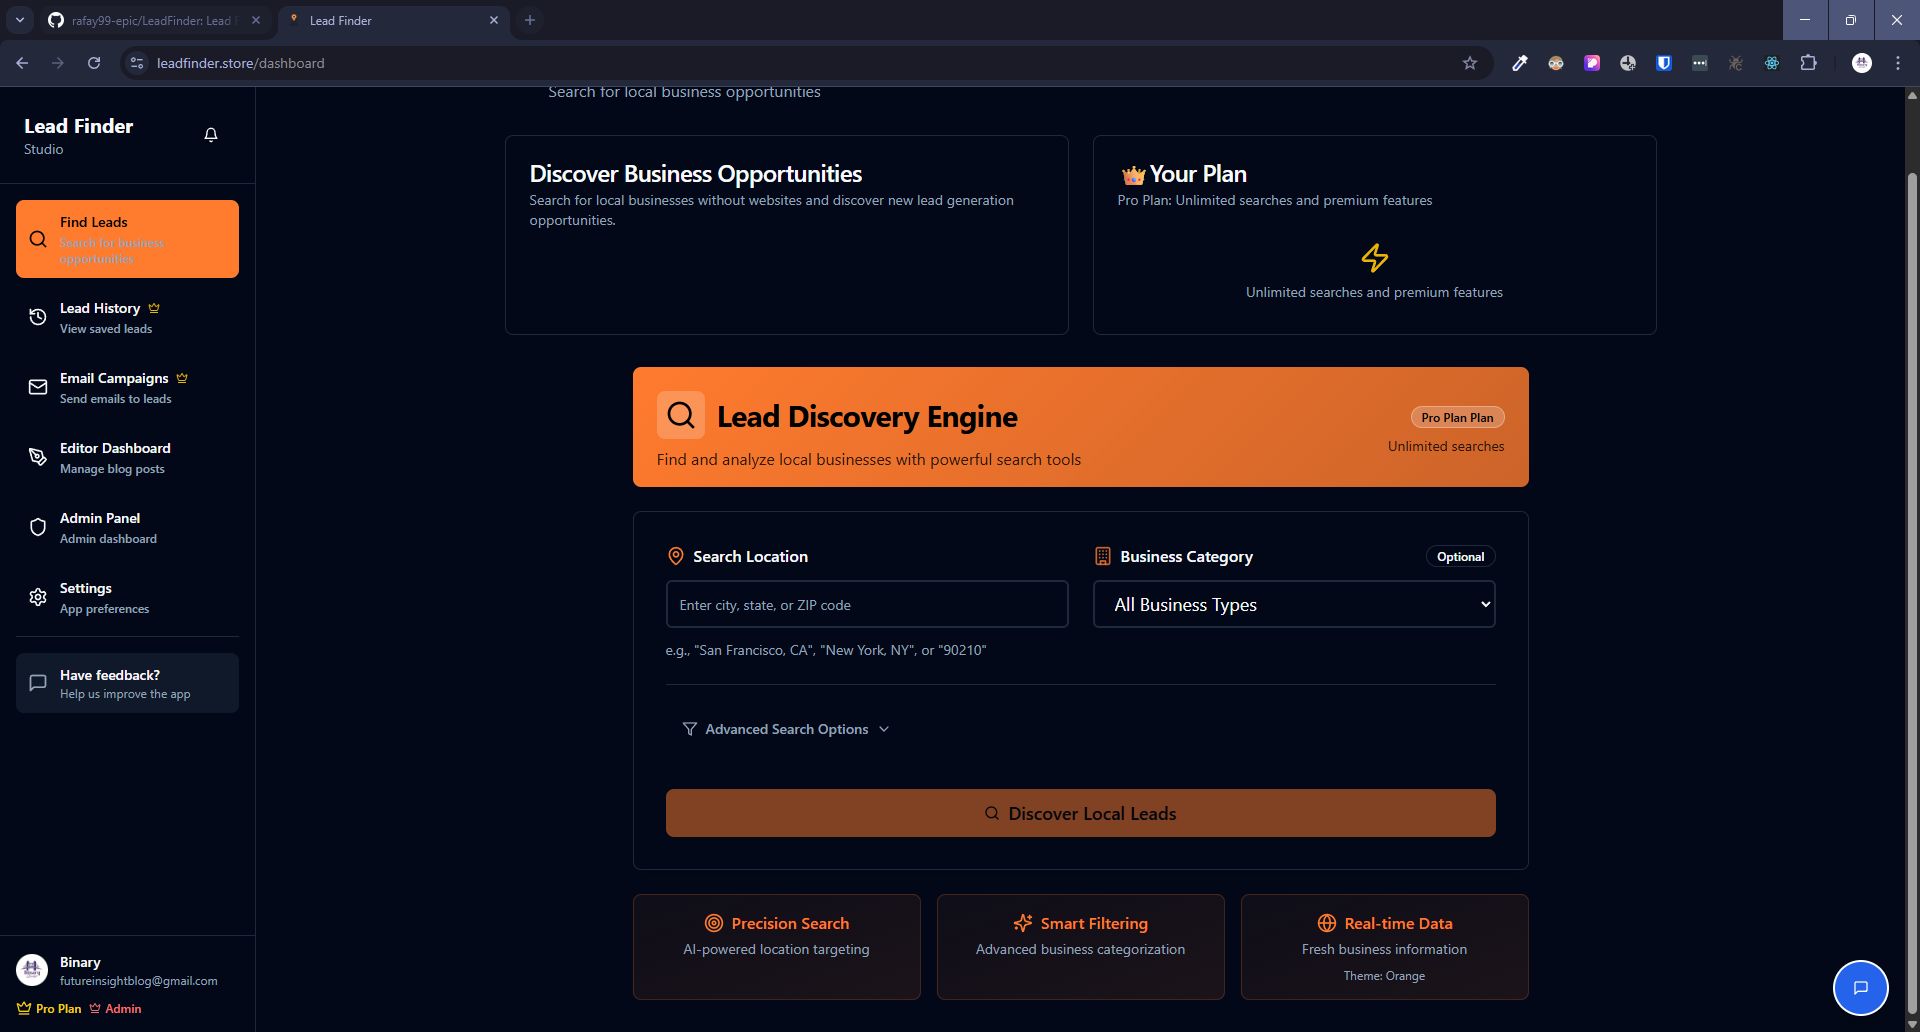 rafay99-epic/LeadFinder: Lead F
Lead Finder
leadfinder.store/dashboard
Lead Finder
Studio
Find Leads
Search for business
opportunities
Lead History
View saved leads
Email Campaigns
Send emails to leads
Editor Dashboard
Manage blog posts
Admin Panel
Admin dashboard
Settings
App preferences
Have feedback?
Help us improve the app
Binary
futureinsightblog@gmail.com
Pro Plan Admin
Search for local business opportunities
Discover Business Opportunities
Search for local businesses without websites and discover new lead generation
opportunities.
Your Plan
Pro Plan: Unlimited searches and premium features
Unlimited searches and premium features
Lead Discovery Engine
Find and analyze local businesses with powerful search tools
Pro Plan Plan
Unlimited searches
Search Location
Enter city, state, or ZIP code
e.g., "San Francisco, CA", "New York, NY", or "90210"
Business Category
Optional
All Business Types
Advanced Search Options
Discover Local Leads
Precision Search
AI-powered location targeting
Smart Filtering
Advanced business categorization
Real-time Data
Fresh business information
Theme: Orange